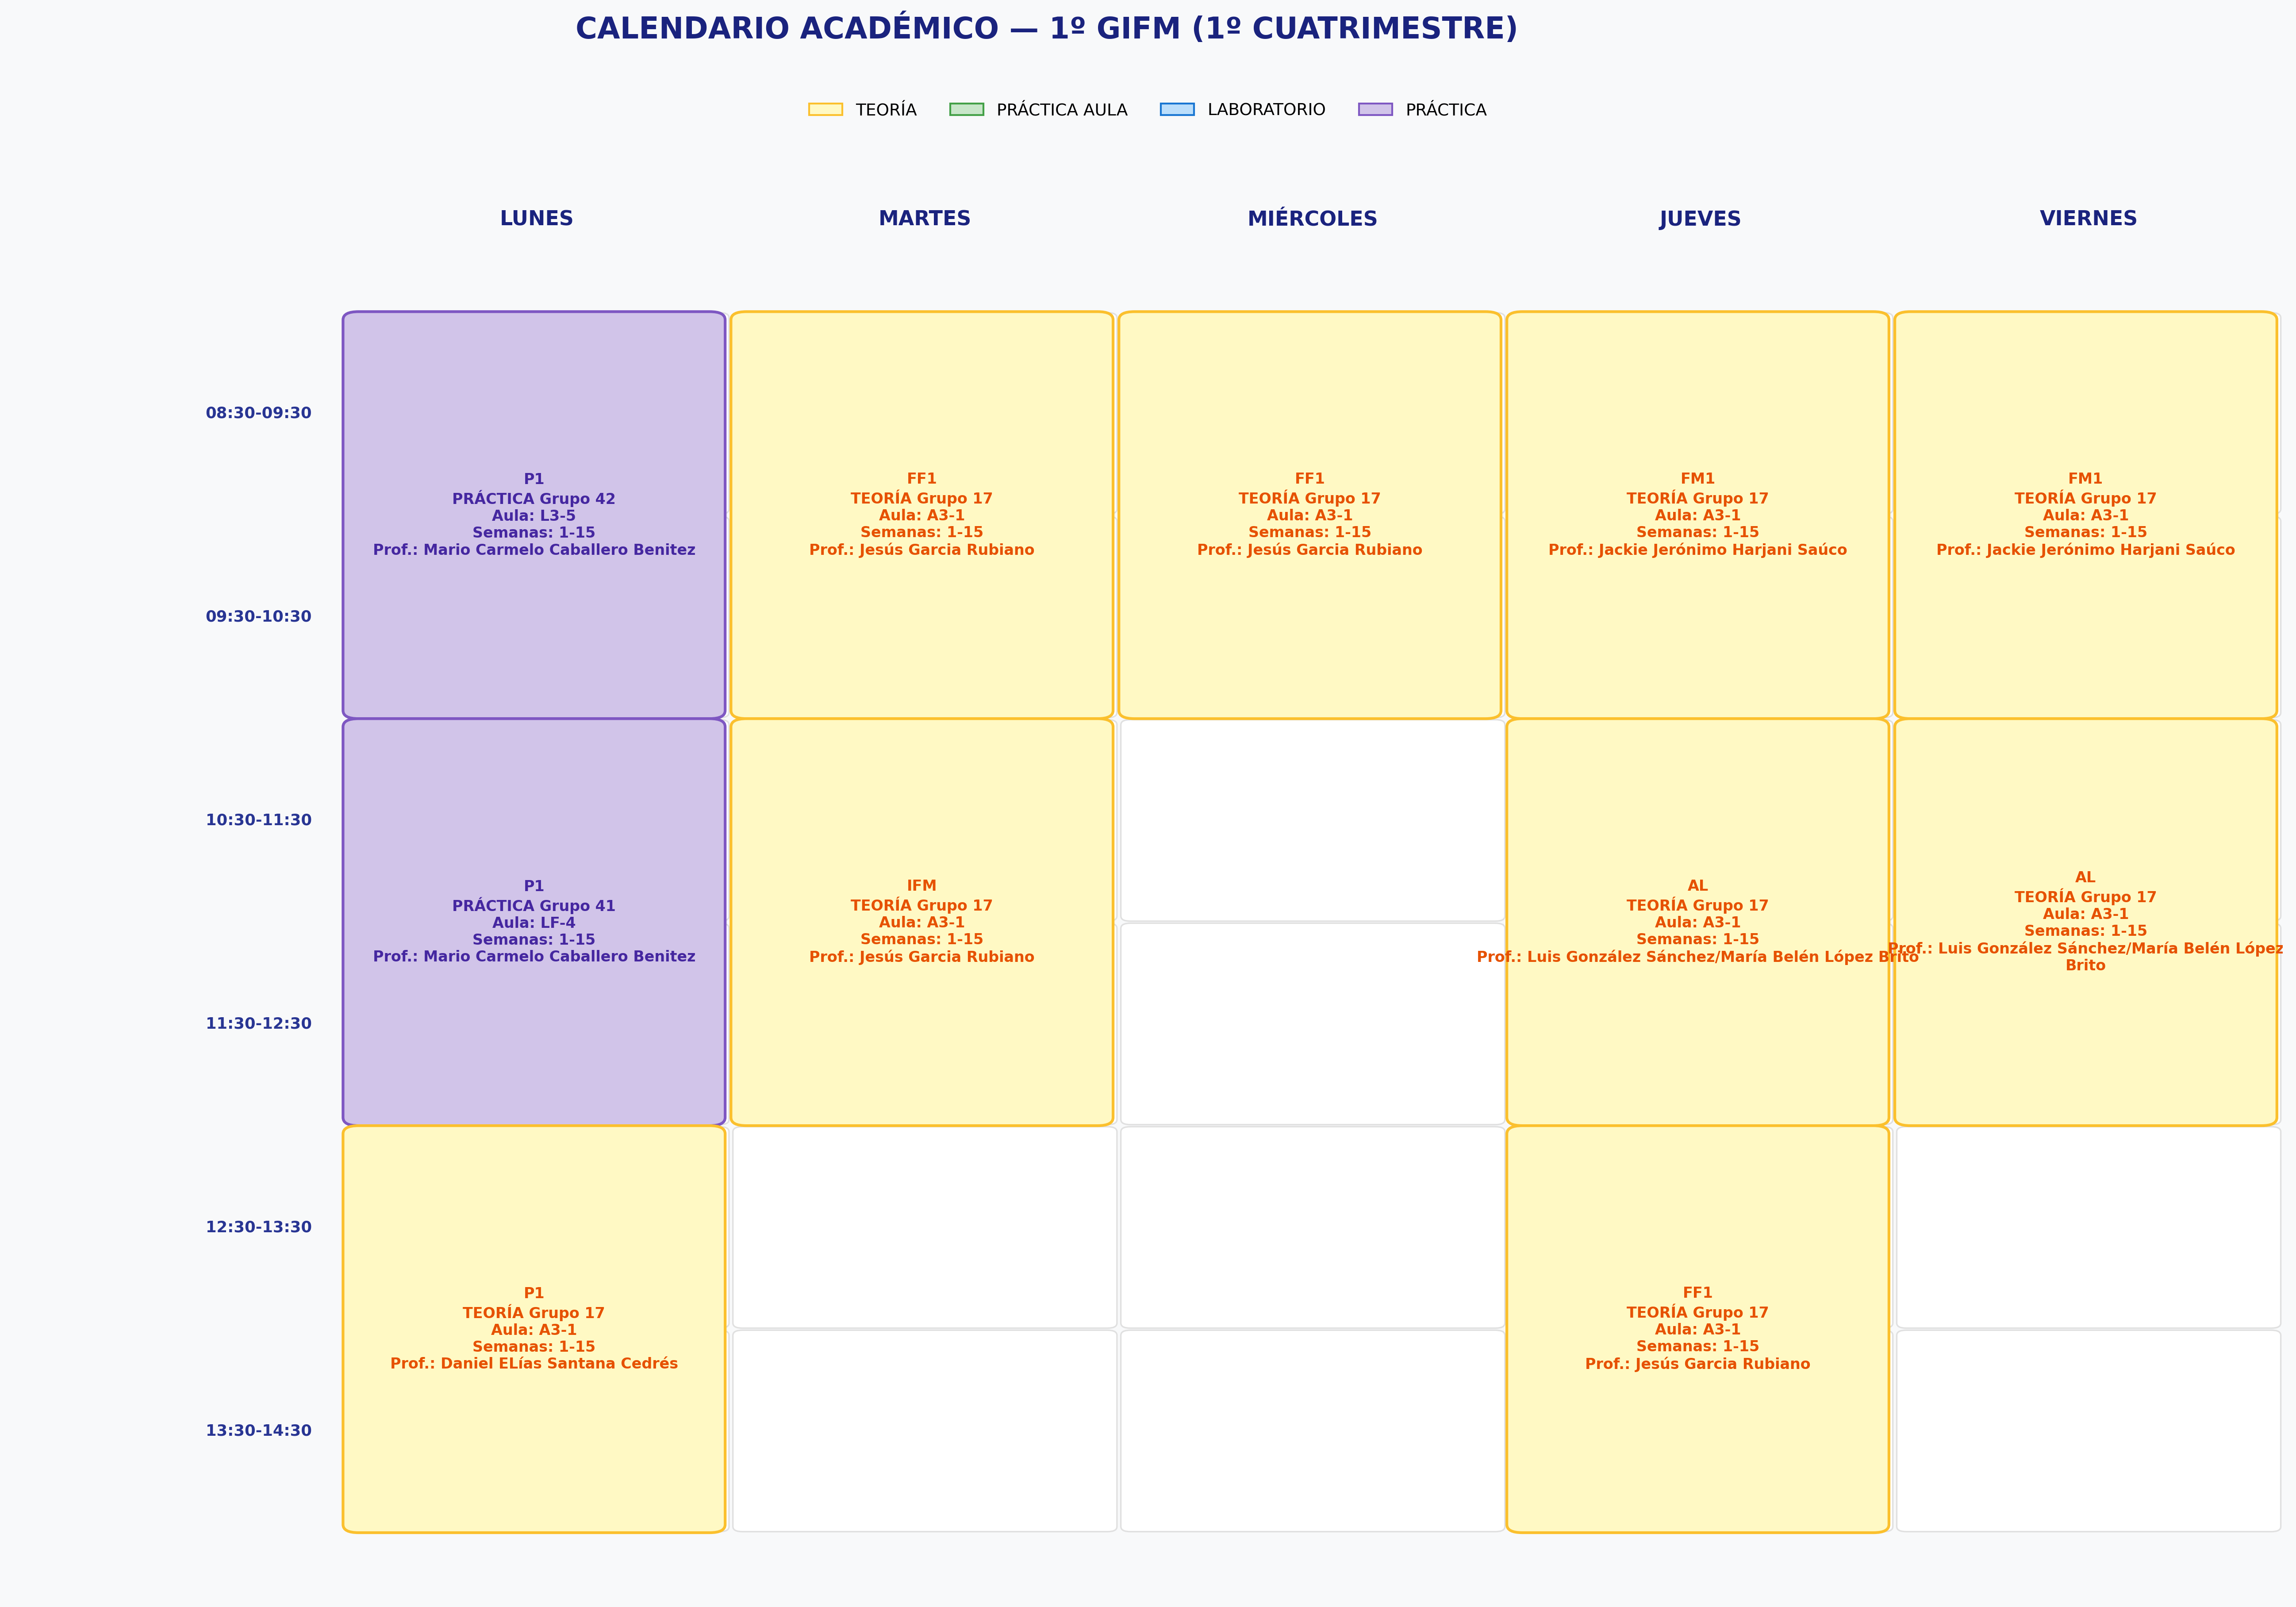 CALENDARIO ACADÉMICO — 1º GIFM (1º CUATRIMESTRE)
TEORÍA
PRÁCTICA AULA
LABORATORIO
PRÁCTICA
LUNES
MARTES
MIÉRCOLES
JUEVES
VIERNES
08:30-09:30
09:30-10:30
P1
PRÁCTICA Grupo 42
Aula: L3-5
Semanas: 1-15
Prof.: Mario Carmelo Caballero Benitez
FF1
TEORÍA Grupo 17
Aula: A3-1
Semanas: 1-15
Prof.: Jesús Garcia Rubiano
FF1
TEORÍA Grupo 17
Aula: A3-1
Semanas: 1-15
Prof.: Jesús Garcia Rubiano
FM1
TEORÍA Grupo 17
Aula: A3-1
Semanas: 1-15
Prof.: Jackie Jerónimo Harjani Saúco
FM1
TEORÍA Grupo 17
Aula: A3-1
Semanas: 1-15
Prof.: Jackie Jerónimo Harjani Saúco
10:30-11:30
11:30-12:30
P1
PRÁCTICA Grupo 41
Aula: LF-4
Semanas: 1-15
Prof.: Mario Carmelo Caballero Benitez
IFM
TEORÍA Grupo 17
Aula: A3-1
Semanas: 1-15
Prof.: Jesús Garcia Rubiano
AL
TEORÍA Grupo 17
Aula: A3-1
Semanas: 1-15
Prof.: Luis González Sánchez/María Belén López Brito
AL
TEORÍA Grupo 17
Aula: A3-1
Semanas: 1-15
Prof.: Luis González Sánchez/María Belén López
Brito
12:30-13:30
13:30-14:30
P1
TEORÍA Grupo 17
Aula: A3-1
Semanas: 1-15
Prof.: Daniel ELías Santana Cedrés
FF1
TEORÍA Grupo 17
Aula: A3-1
Semanas: 1-15
Prof.: Jesús Garcia Rubiano